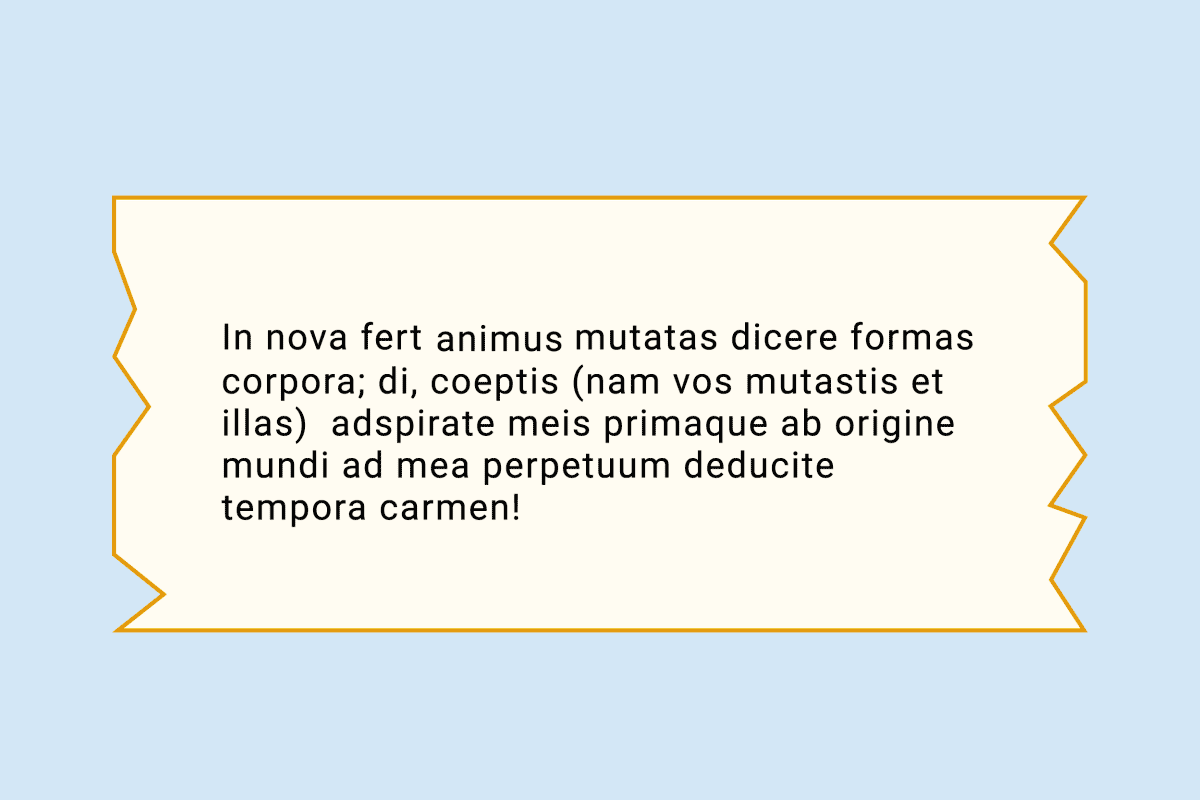 In nova fert animus mutatas dicere formas
corpora; di, coeptis (nam vos mutastis et
illas)  adspirate meis primaque ab origine
mundi ad mea perpetuum deducite
tempora carmen!